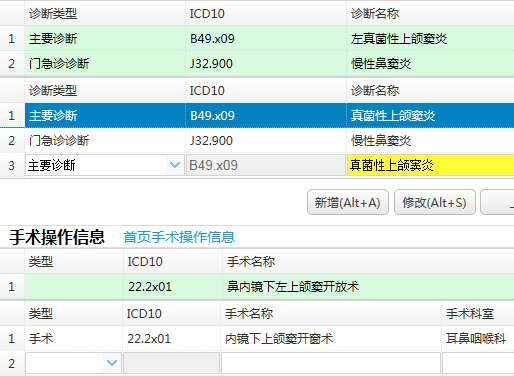 诊断类型 ICD10 诊断名称
1 主要诊断 B49.x09 左真菌性上颌窦炎
2 门急诊诊断 J32.900 慢性鼻窦炎
诊断类型 ICD10 诊断名称
1 主要诊断 B49.x09 真菌性上颌窦炎
2 门急诊诊断 J32.900 慢性鼻窦炎
3 主要诊断 B49.x09 真菌性上颌窦炎
新增(Alt+A) 修改(Alt+S)
手术操作信息 首页手术操作信息
类型 ICD10 手术名称
1 22.2x01 鼻内镜下左上颌窦开放术
类型 ICD10 手术名称 手术科室
1 手术 22.2x01 内镜下上颌窦开窗术 耳鼻咽喉科
2